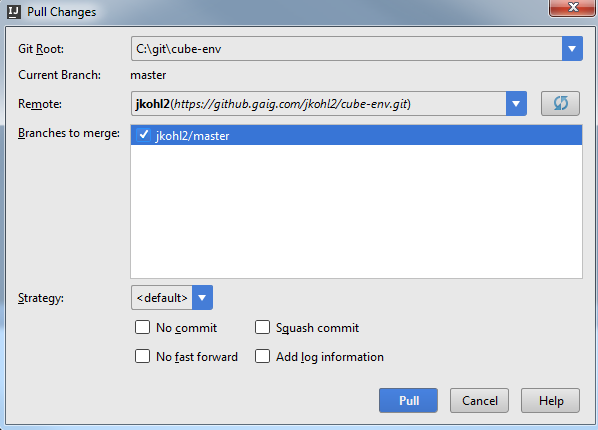 IJ Pull Changes
Git Root: C:\git\cube-env
Current Branch: master
Remote: jkohl2(https://github.gaig.com/jkohl2/cube-env.git)
Branches to merge: jkohl2/master
Strategy: <default>
No commit Squash commit
No fast forward Add log information
Pull Cancel Help